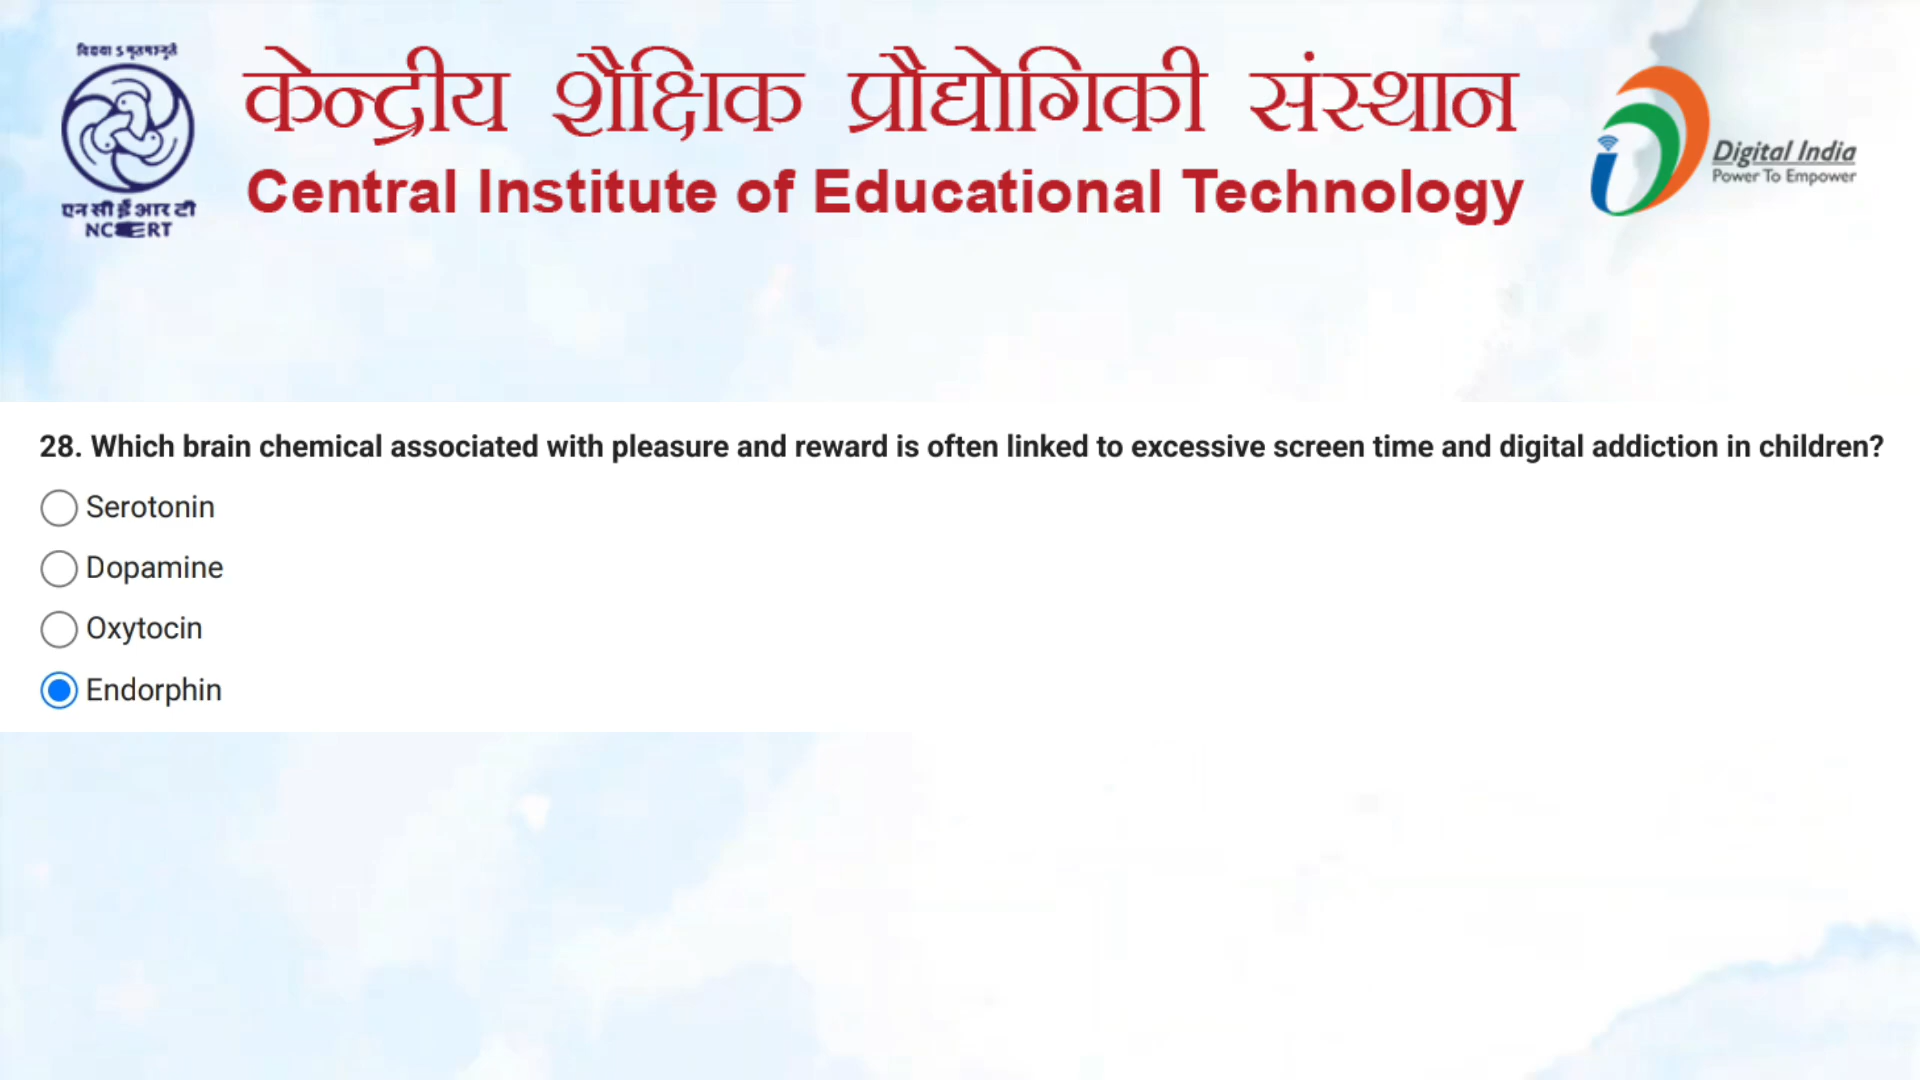 विद्यया ऽ मृतमश्नुते
केन्द्रीय शैक्षिक प्रौद्योगिकी संस्थान
Central Institute of Educational Technology
Digital India
Power To Empower
एन सी ई आर टी
NCERT
28. Which brain chemical associated with pleasure and reward is often linked to excessive screen time and digital addiction in children?
Serotonin
Dopamine
Oxytocin
Endorphin